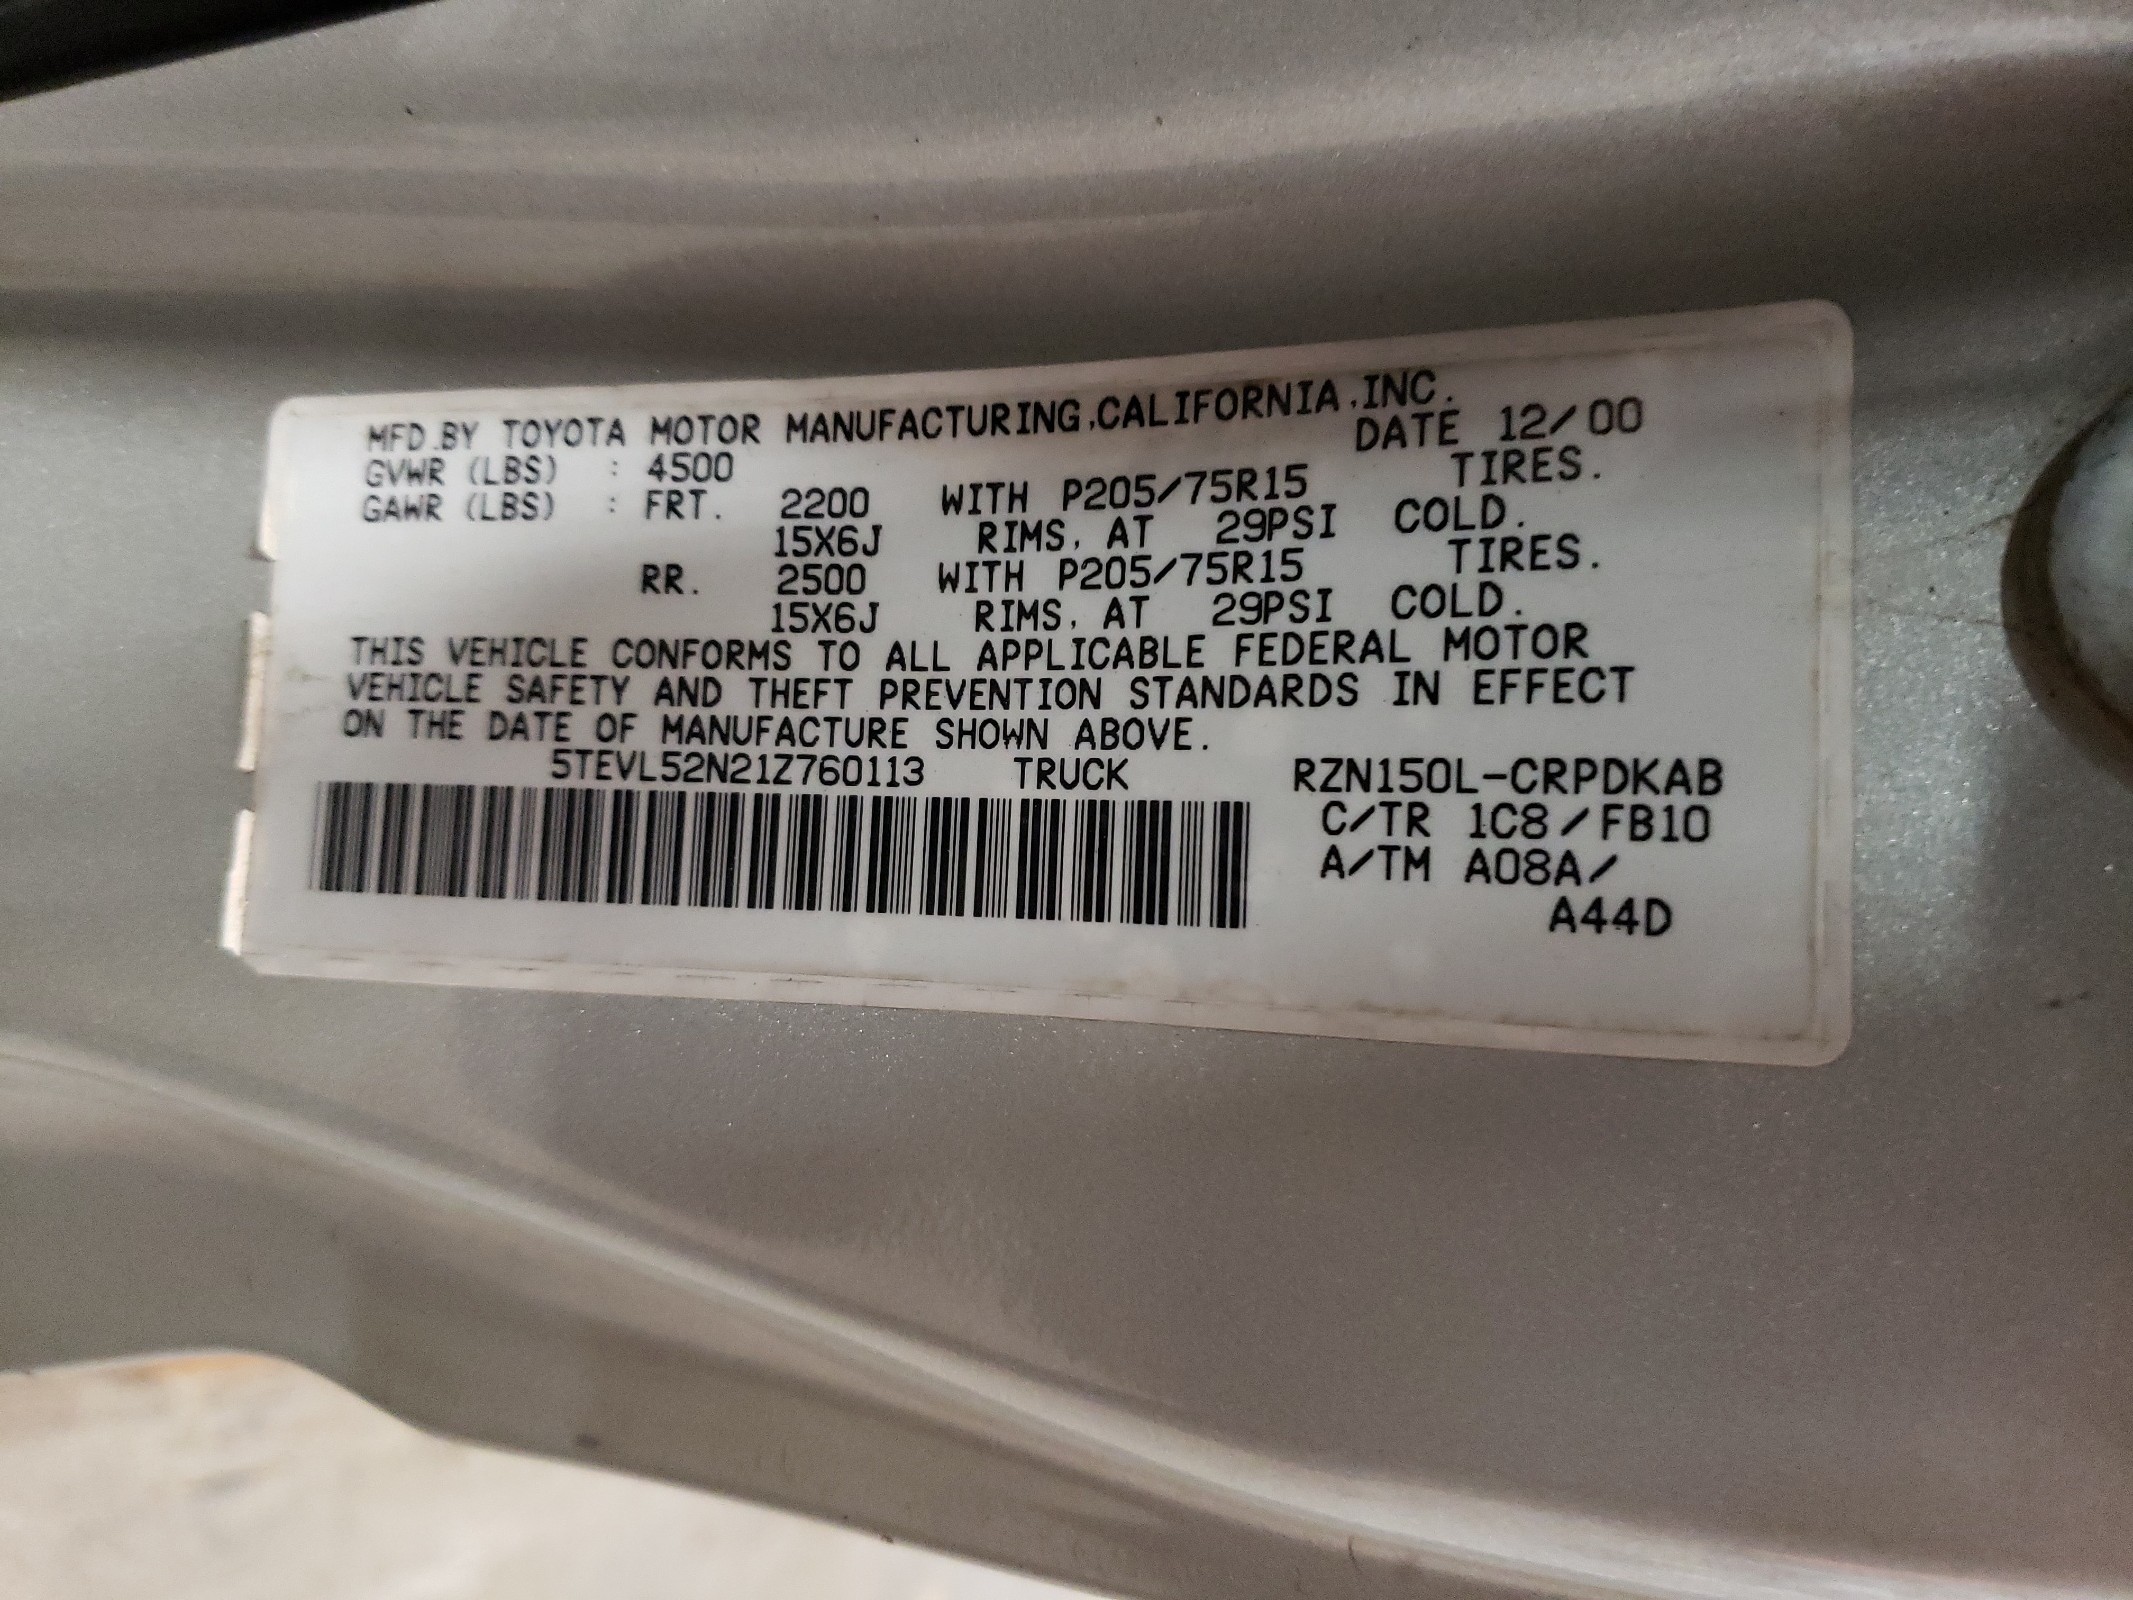 MFD.BY TOYOTA MOTOR MANUFACTURING,CALIFORNIA,INC.
DATE 12/00
GVWR (LBS) : 4500
GAWR (LBS) : FRT. 2200 WITH P205/75R15 TIRES.
15X6J RIMS, AT 29PSI COLD.
RR. 2500 WITH P205/75R15 TIRES.
15X6J RIMS, AT 29PSI COLD.
THIS VEHICLE CONFORMS TO ALL APPLICABLE FEDERAL MOTOR
VEHICLE SAFETY AND THEFT PREVENTION STANDARDS IN EFFECT
ON THE DATE OF MANUFACTURE SHOWN ABOVE.
5TEVL52N21Z760113 TRUCK RZN150L-CRPDKAB
C/TR 1C8/FB10
A/TM A08A/
A44D